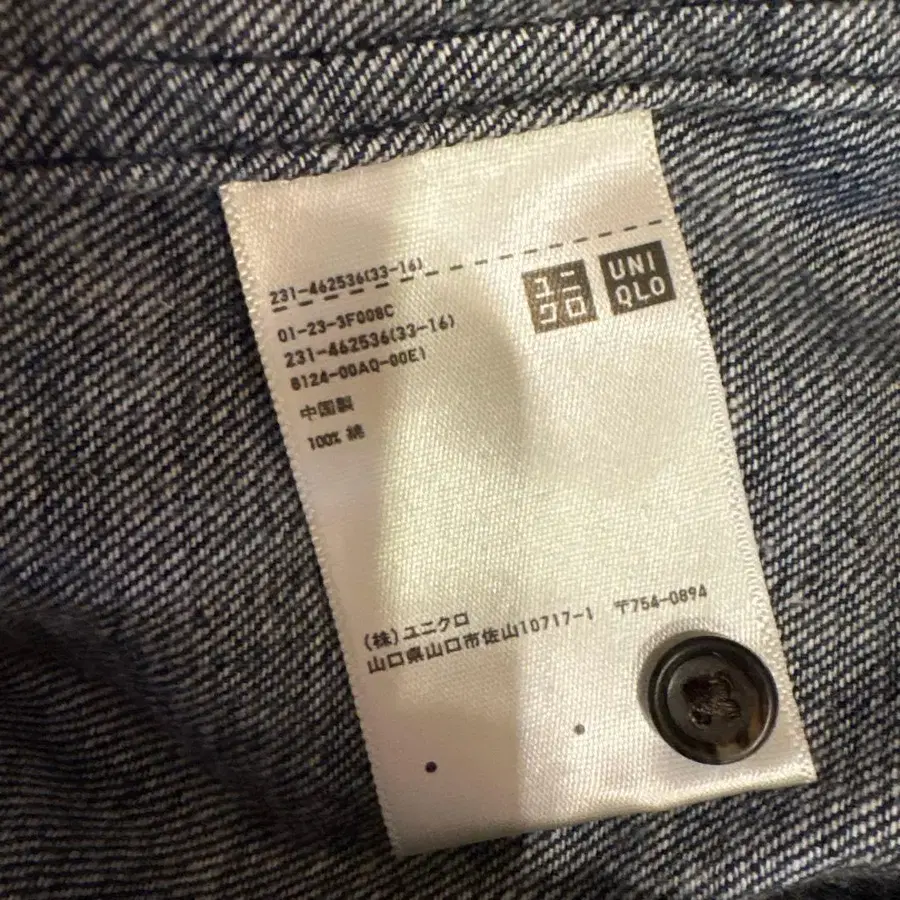 231-462536(33-16)
ユニ
クロ
UNI
QLO
01-23-3F008C
231-462536(33-16)
8124-00AQ-00E1
中国製
100% 綿
(株)ユニクロ
山口県山口市佐山10717-1 〒754-0894